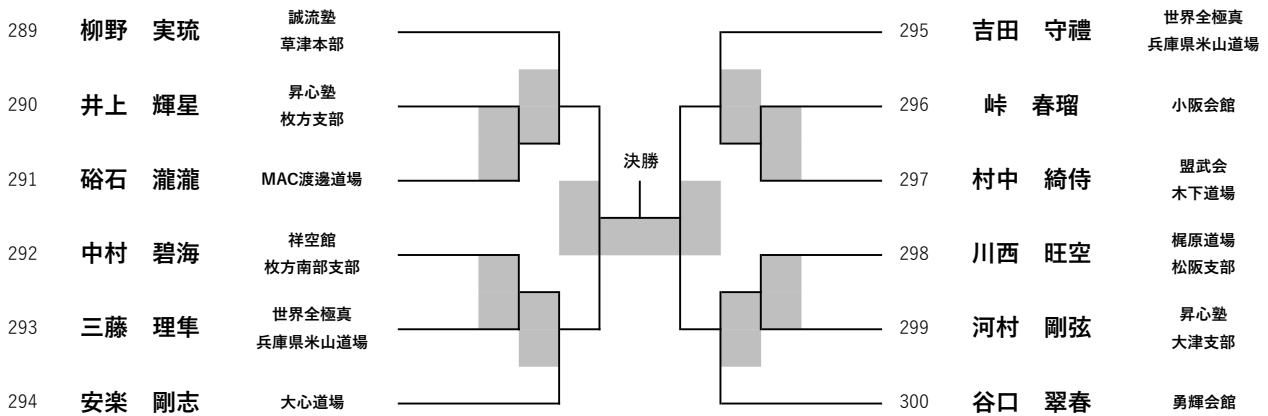 289 柳野　実琉 誠流塾
草津本部
290 井上　輝星 昇心塾
枚方支部
291 硲石　瀧瀧 MAC渡邊道場
292 中村　碧海 祥空館
枚方南部支部
293 三藤　理隼 世界全極真
兵庫県米山道場
294 安楽　剛志 大心道場
決勝
295 吉田　守禮 世界全極真
兵庫県米山道場
296 峠　春瑠 小阪会館
297 村中　綺侍 盟武会
木下道場
298 川西　旺空 梶原道場
松阪支部
299 河村　剛弦 昇心塾
大津支部
300 谷口　翠春 勇輝会館